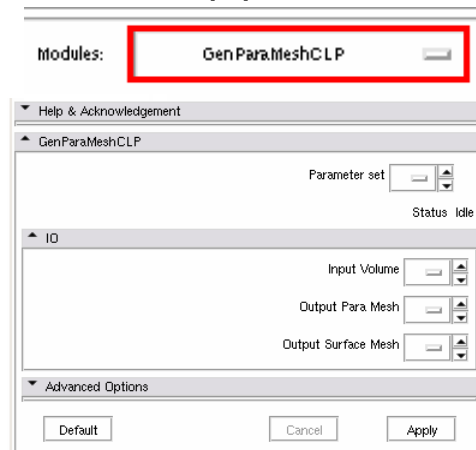 Modules: GenParaMeshCLP
Help & Acknowledgement
GenParaMeshCLP
Parameter set
Status Idle
IO
Input Volume
Output Para Mesh
Output Surface Mesh
Advanced Options
Default Cancel Apply